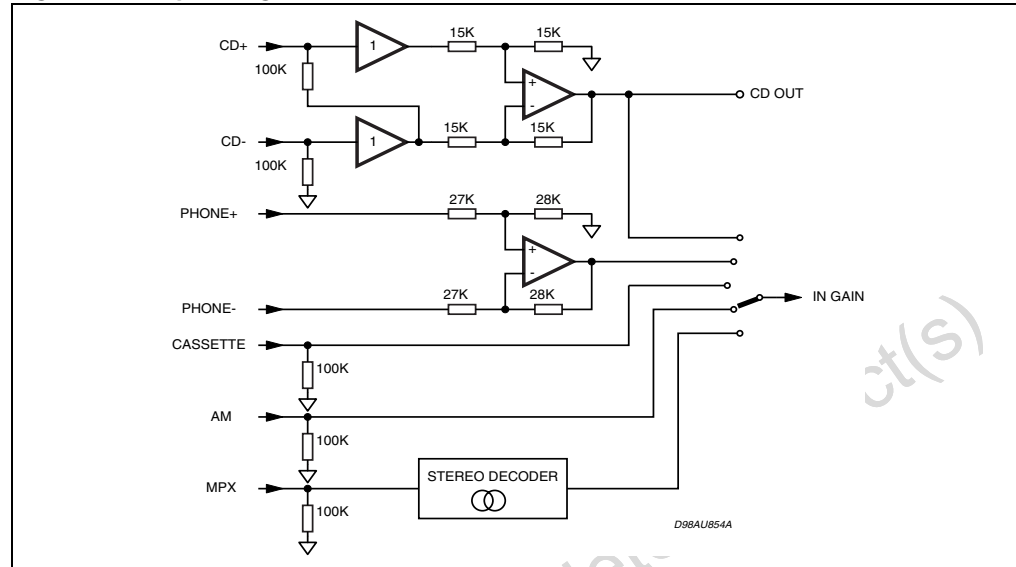 CD+
100K
1
15K
15K
+
-
CD OUT
CD-
100K
1
15K
15K
PHONE+
27K
28K
+
-
PHONE-
27K
28K
IN GAIN
CASSETTE
100K
AM
100K
MPX
100K
STEREO DECODER
D98AU854A
ct(s)